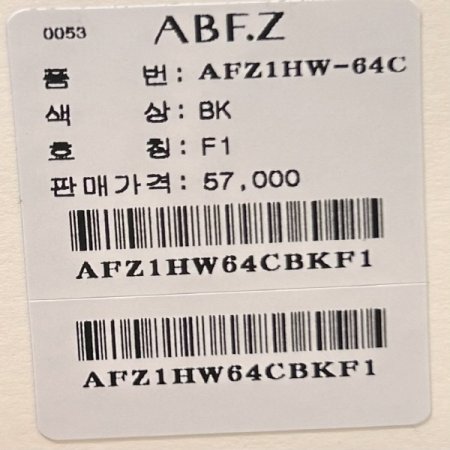 0053 ABF.Z
품 번: AFZ1HW-64C
색 상: BK
호 칭: F1
판매가격: 57,000
AFZ1HW64CBKF1
AFZ1HW64CBKF1